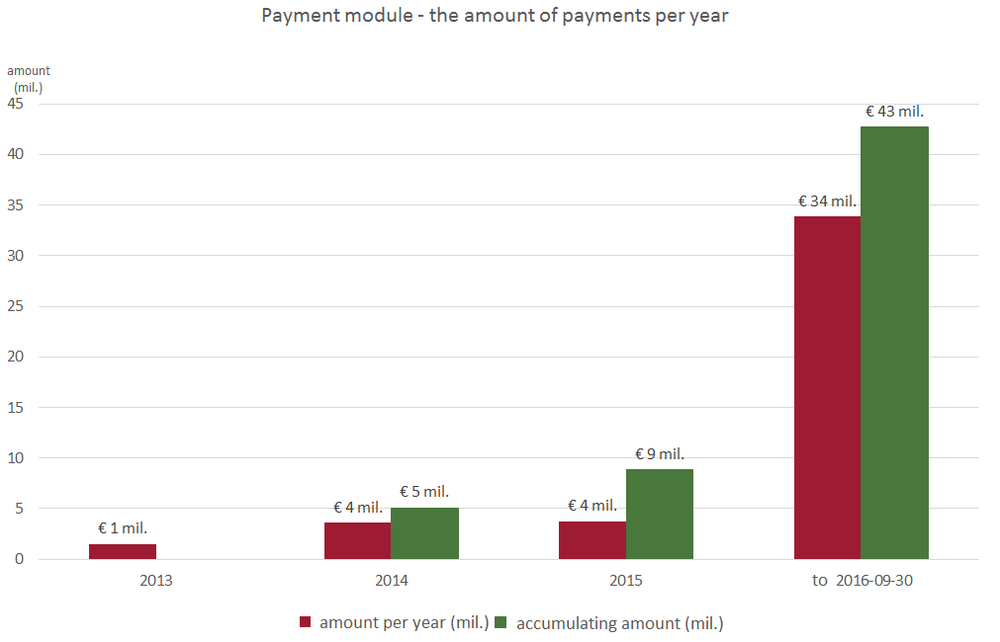 Payment module - the amount of payments per year
amount
(mil.)
45
40
35
30
25
20
15
10
5
0
€ 1 mil.
€ 4 mil.
€ 5 mil.
€ 4 mil.
€ 9 mil.
€ 34 mil.
€ 43 mil.
2013
2014
2015
to 2016-09-30
amount per year (mil.)
accumulating amount (mil.)